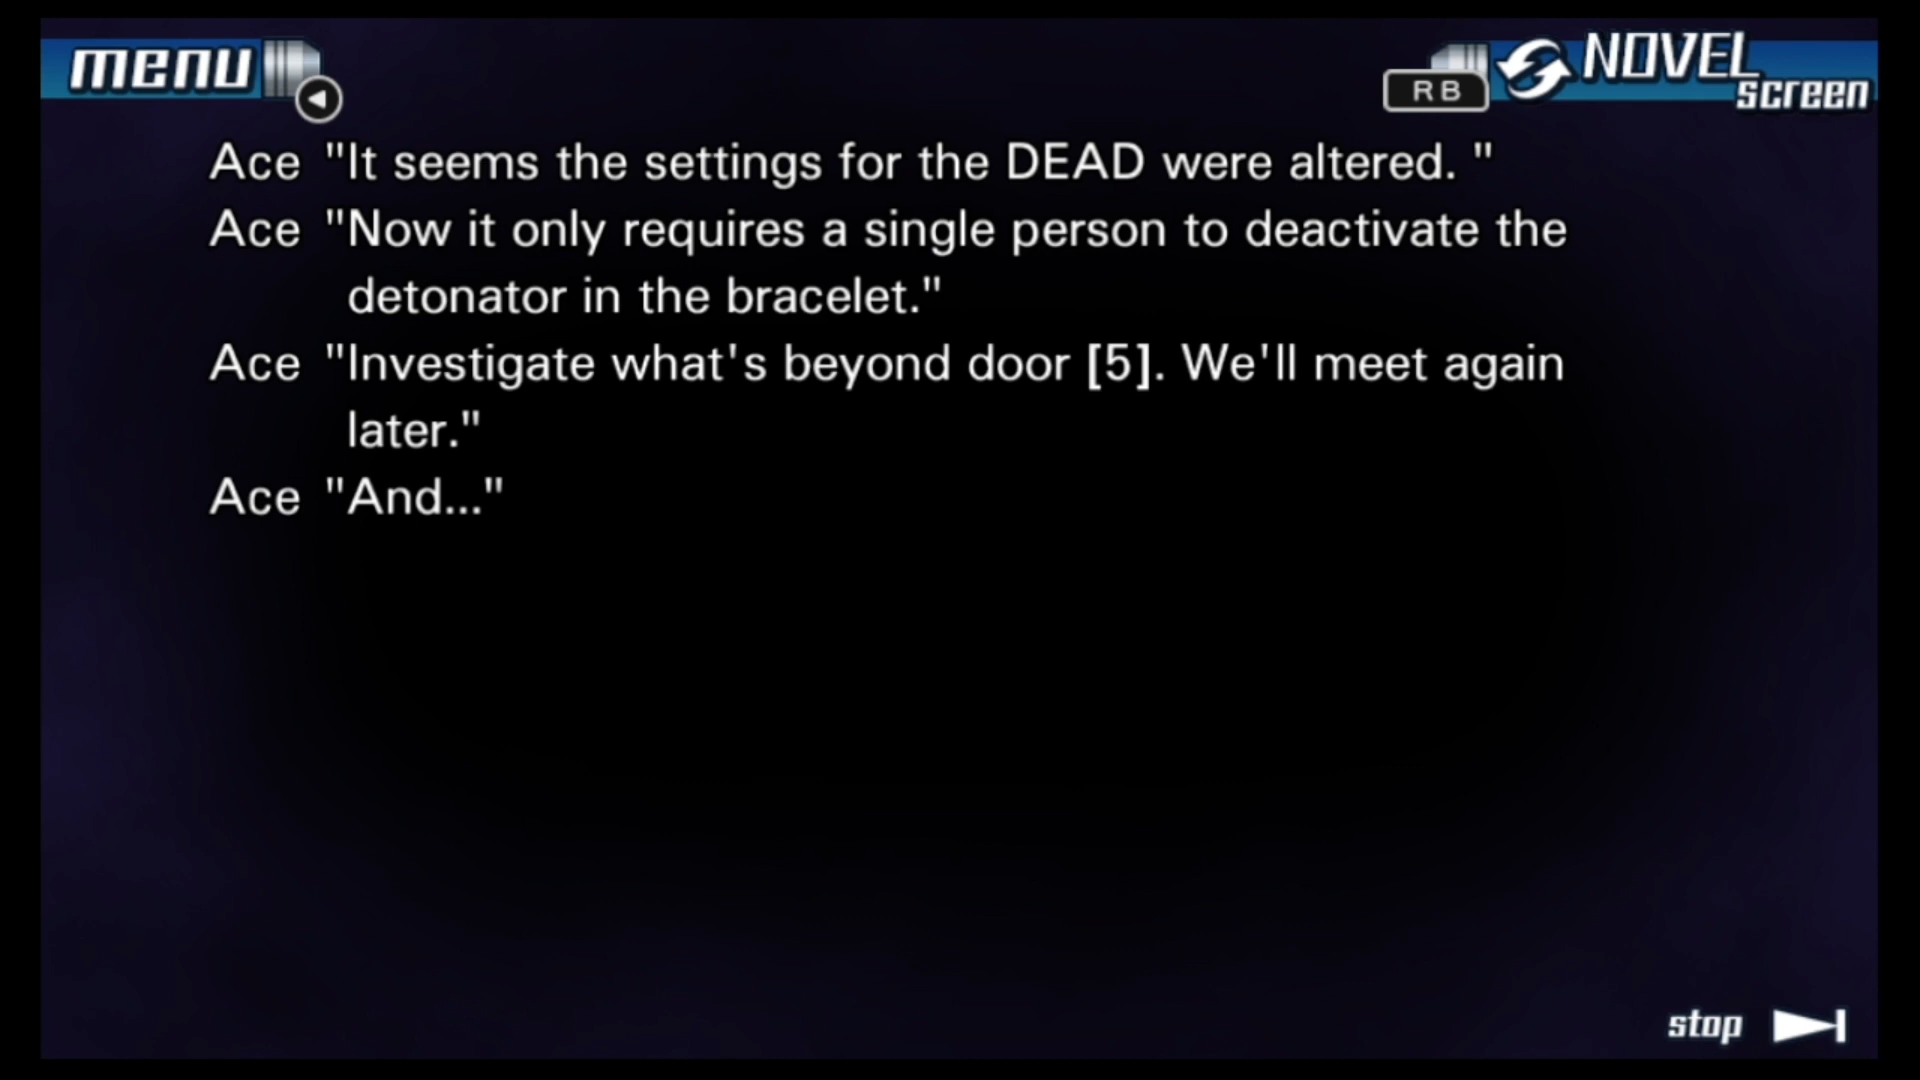 menu
RB NOVEL screen
Ace "It seems the settings for the DEAD were altered. "
Ace "Now it only requires a single person to deactivate the
detonator in the bracelet."
Ace "Investigate what's beyond door [5]. We'll meet again
later."
Ace "And..."
stop